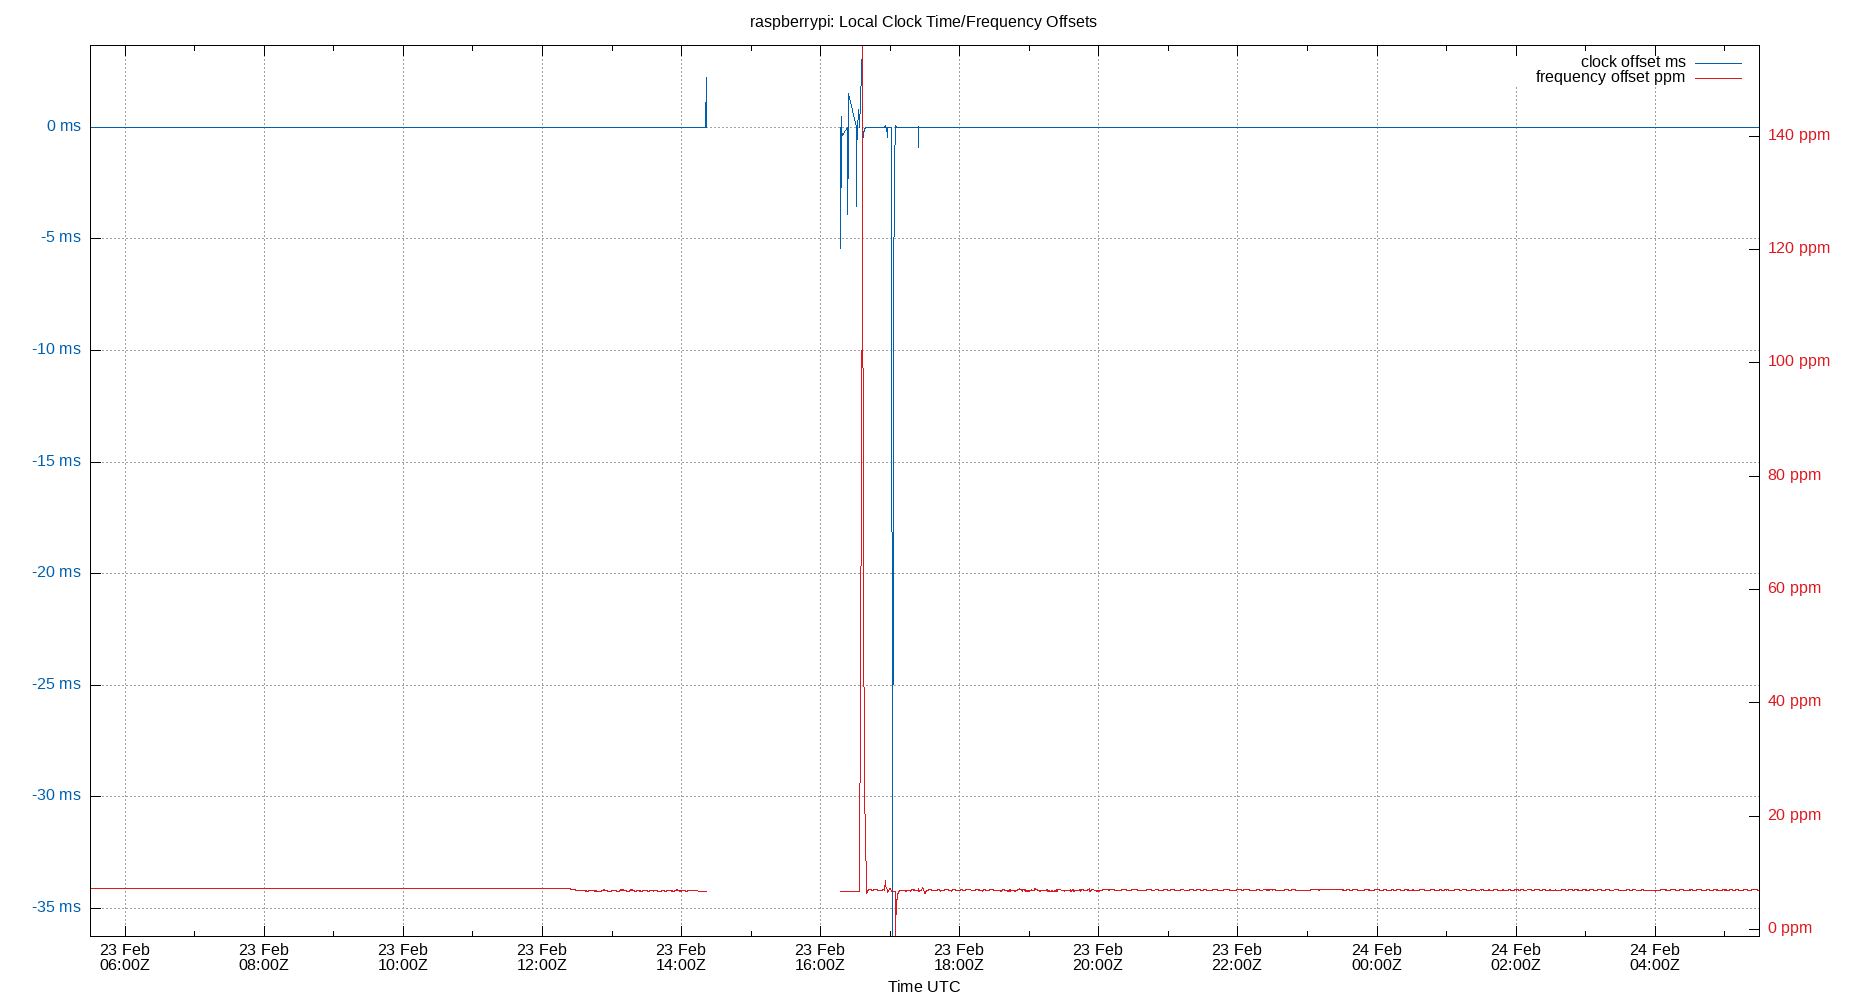 raspberrypi: Local Clock Time/Frequency Offsets
clock offset ms
frequency offset ppm
0 ms
-5 ms
-10 ms
-15 ms
-20 ms
-25 ms
-30 ms
-35 ms
140 ppm
120 ppm
100 ppm
80 ppm
60 ppm
40 ppm
20 ppm
0 ppm
23 Feb 23 Feb 23 Feb 23 Feb 23 Feb 23 Feb 23 Feb 23 Feb 23 Feb 24 Feb 24 Feb 24 Feb
06:00Z 08:00Z 10:00Z 12:00Z 14:00Z 16:00Z 18:00Z 20:00Z 22:00Z 00:00Z 02:00Z 04:00Z
Time UTC